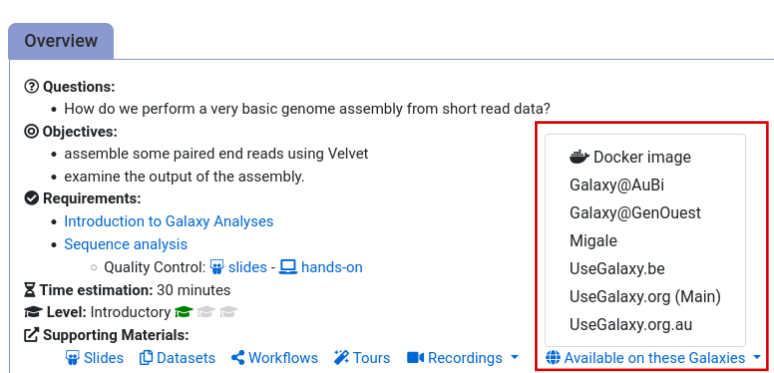 Overview
Questions:
How do we perform a very basic genome assembly from short read data?
Objectives:
assemble some paired end reads using Velvet
examine the output of the assembly.
Requirements:
Introduction to Galaxy Analyses
Sequence analysis
Quality Control: slides - hands-on
Time estimation: 30 minutes
Level: Introductory
Supporting Materials:
Slides Datasets Workflows Tours Recordings Available on these Galaxies
Docker image
Galaxy@AuBi
Galaxy@GenOuest
Migale
UseGalaxy.be
UseGalaxy.org (Main)
UseGalaxy.org.au